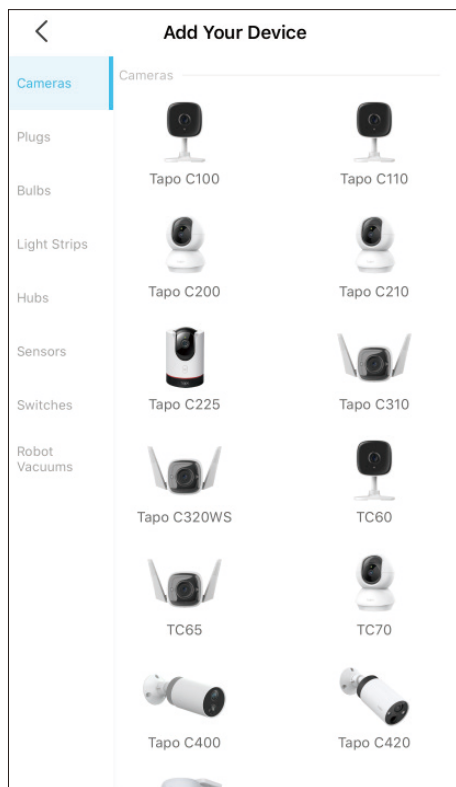 Add Your Device
Cameras
Plugs
Bulbs
Light Strips
Hubs
Sensors
Switches
Robot
Vacuums
Cameras
Tapo C100
Tapo C110
Tapo C200
Tapo C210
Tapo C225
Tapo C310
Tapo C320WS
TC60
TC65
TC70
Tapo C400
Tapo C420